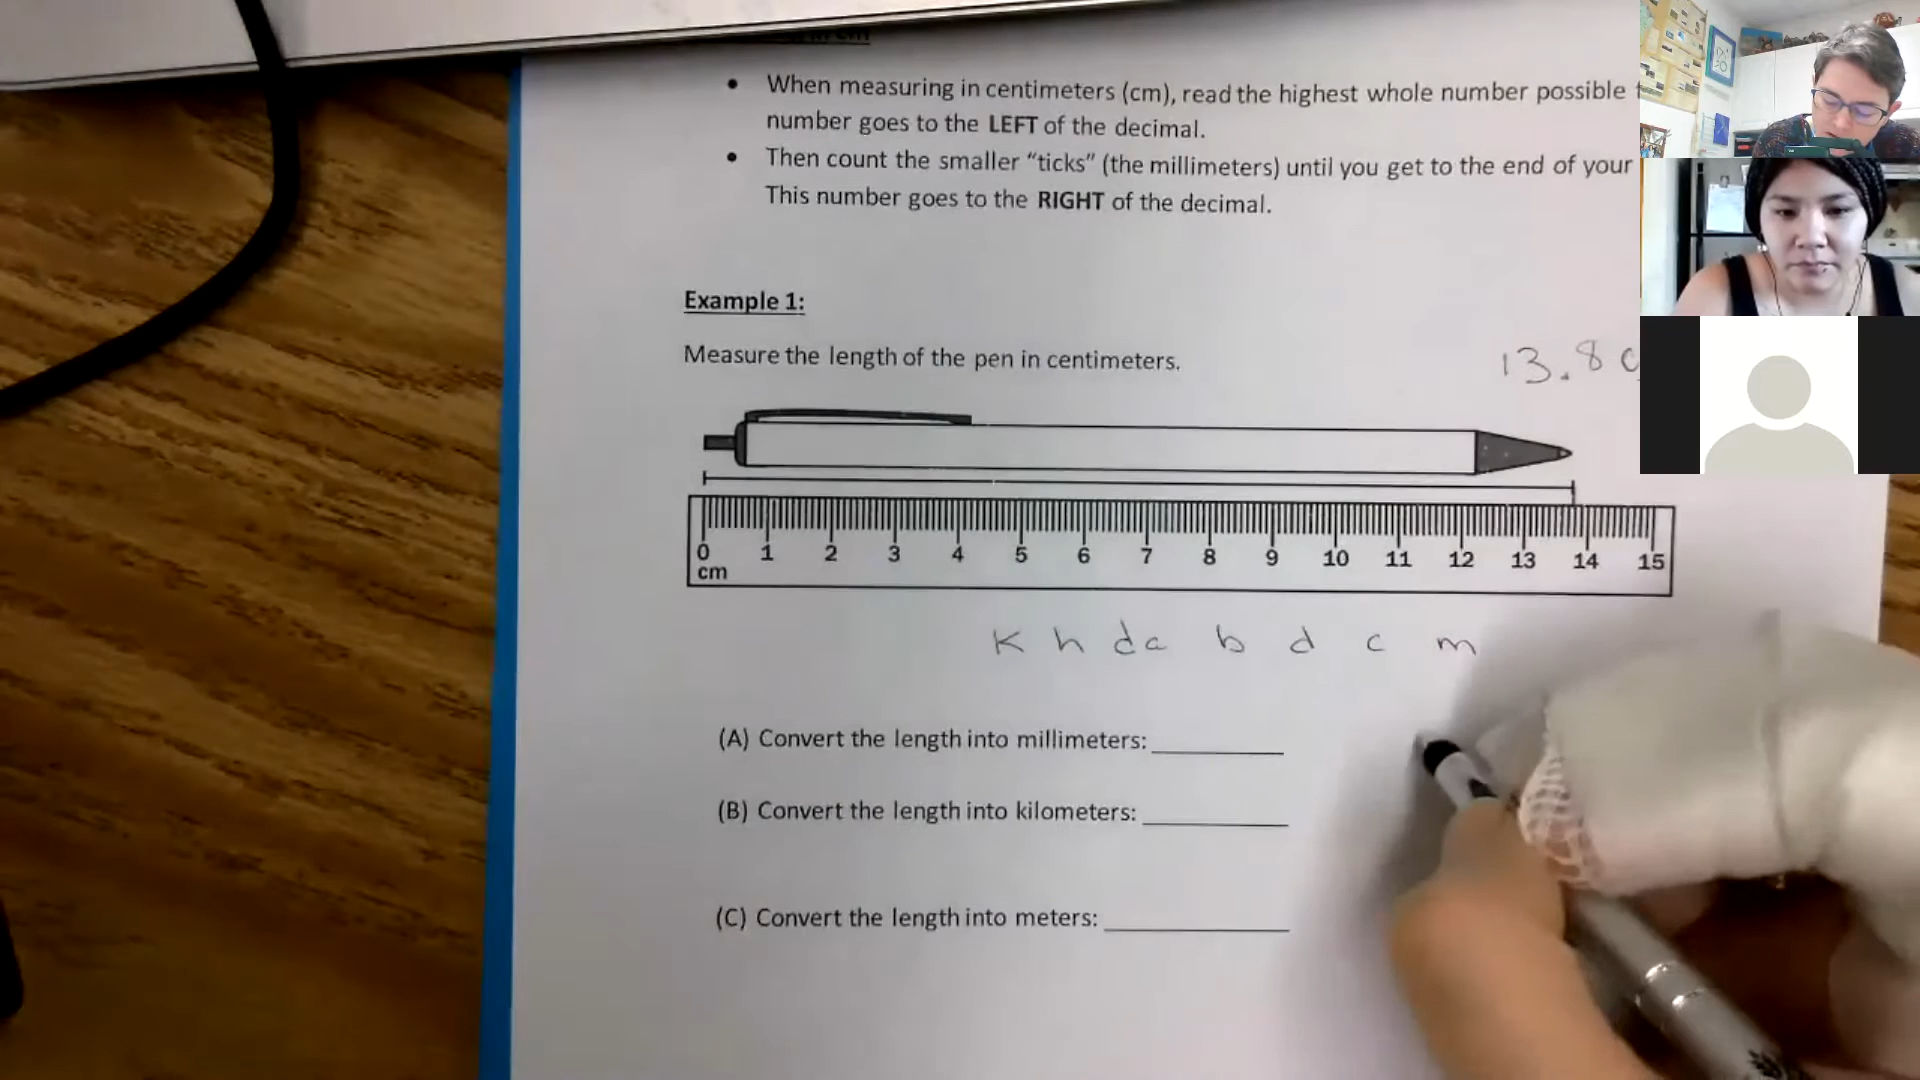 When measuring in centimeters (cm), read the highest whole number possible
number goes to the LEFT of the decimal.
Then count the smaller "ticks" (the millimeters) until you get to the end of your
This number goes to the RIGHT of the decimal.
Example 1:
Measure the length of the pen in centimeters.
13.8 c
0 1 2 3 4 5 6 7 8 9 10 11 12 13 14 15
cm
K h da b d c m
(A) Convert the length into millimeters: __________
(B) Convert the length into kilometers: ___________
(C) Convert the length into meters: ______________